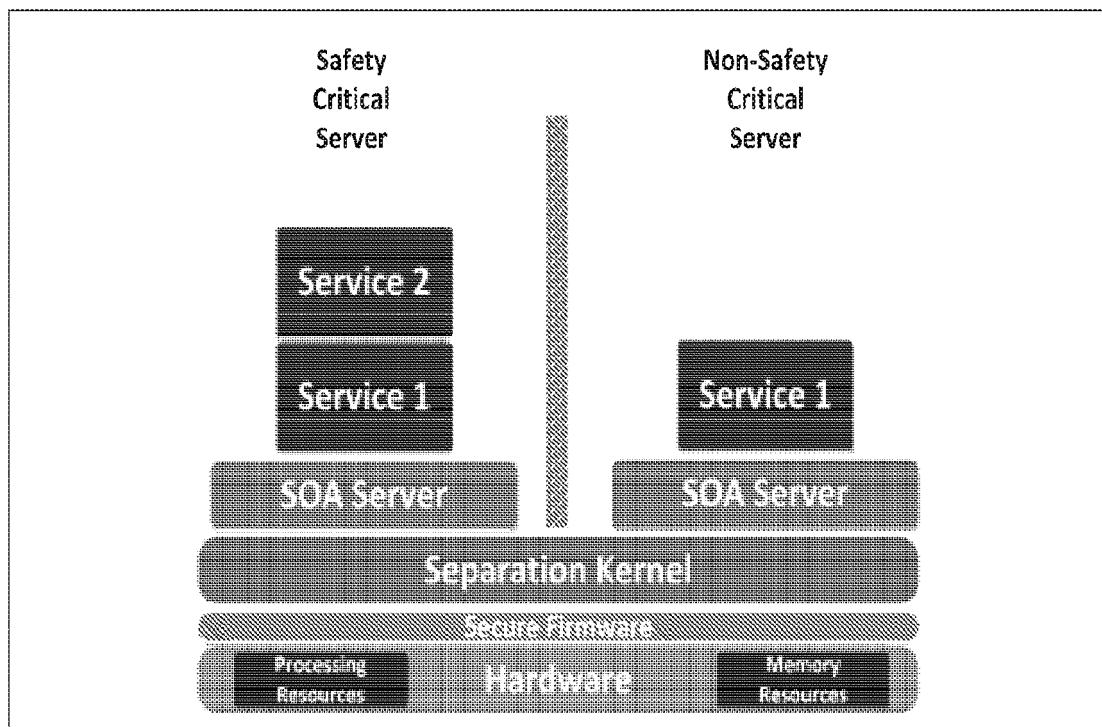 Safety
Critical
Server
Non-Safety
Critical
Server
Service 2
Service 1
Service 1
SOA Server
SOA Server
Separation Kernel
Secure Firmware
Processing
Resources
Hardware
Memory
Resources